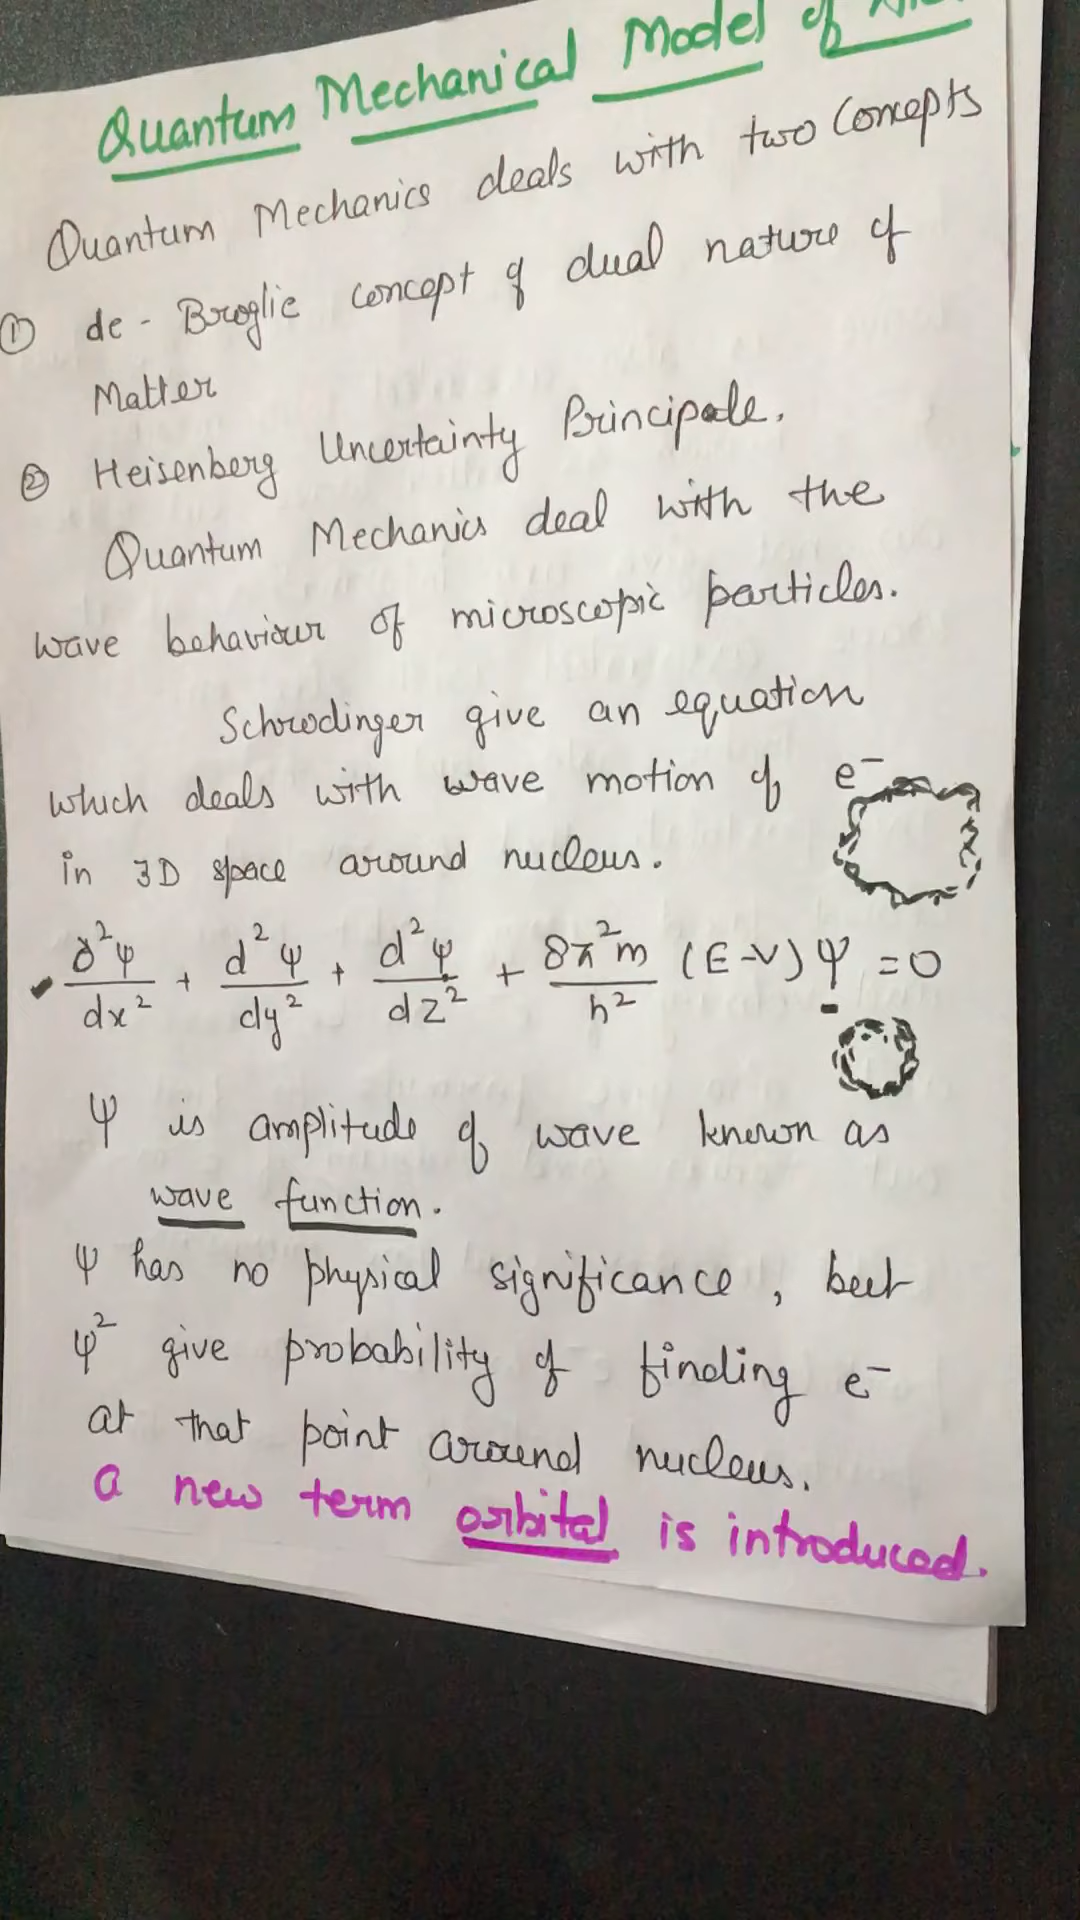 Quantum Mechanical Model of
Quantum Mechanics deals with two Concepts
① de - Broglie concept of dual nature of
Matter
② Heisenberg Uncertainty Principale.
Quantum Mechanics deal with the
wave behaviour of microscopic particles.
Schrodinger give an equation
which deals with wave motion of e⁻
in 3D space around nucleus.
∂²ψ/dx² + d²ψ/dy² + d²ψ/dz² + 8π²m/h² (E-V) ψ = 0
ψ is amplitude of wave known as
wave function.
ψ has no physical significance, but
ψ² give probability of finding e⁻
at that point around nucleus.
a new term orbital is introduced.